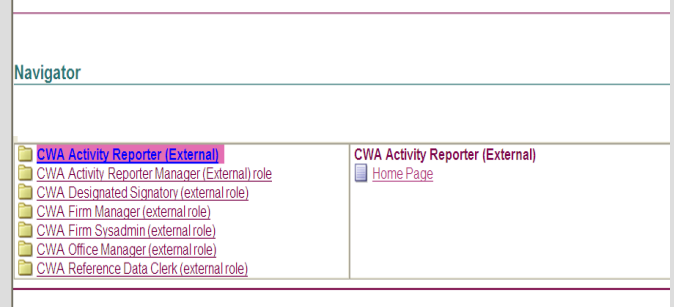 Navigator
CWA Activity Reporter (External)
CWA Activity Reporter Manager (External) role
CWA Designated Signatory (external role)
CWA Firm Manager (external role)
CWA Firm Sysadmin (external role)
CWA Office Manager (external role)
CWA Reference Data Clerk (external role)
CWA Activity Reporter (External)
Home Page